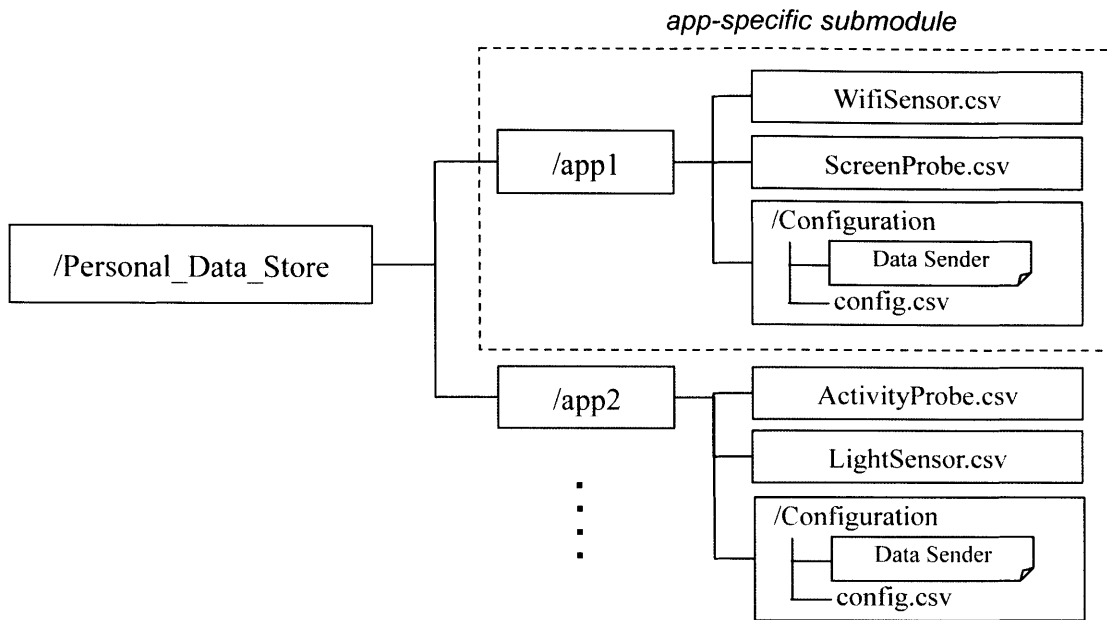 app-specific submodule
WifiSensor.csv
/app1
ScreenProbe.csv
/Configuration
Data Sender
config.csv
/Personal_Data_Store
/app2
ActivityProbe.csv
LightSensor.csv
/Configuration
Data Sender
config.csv